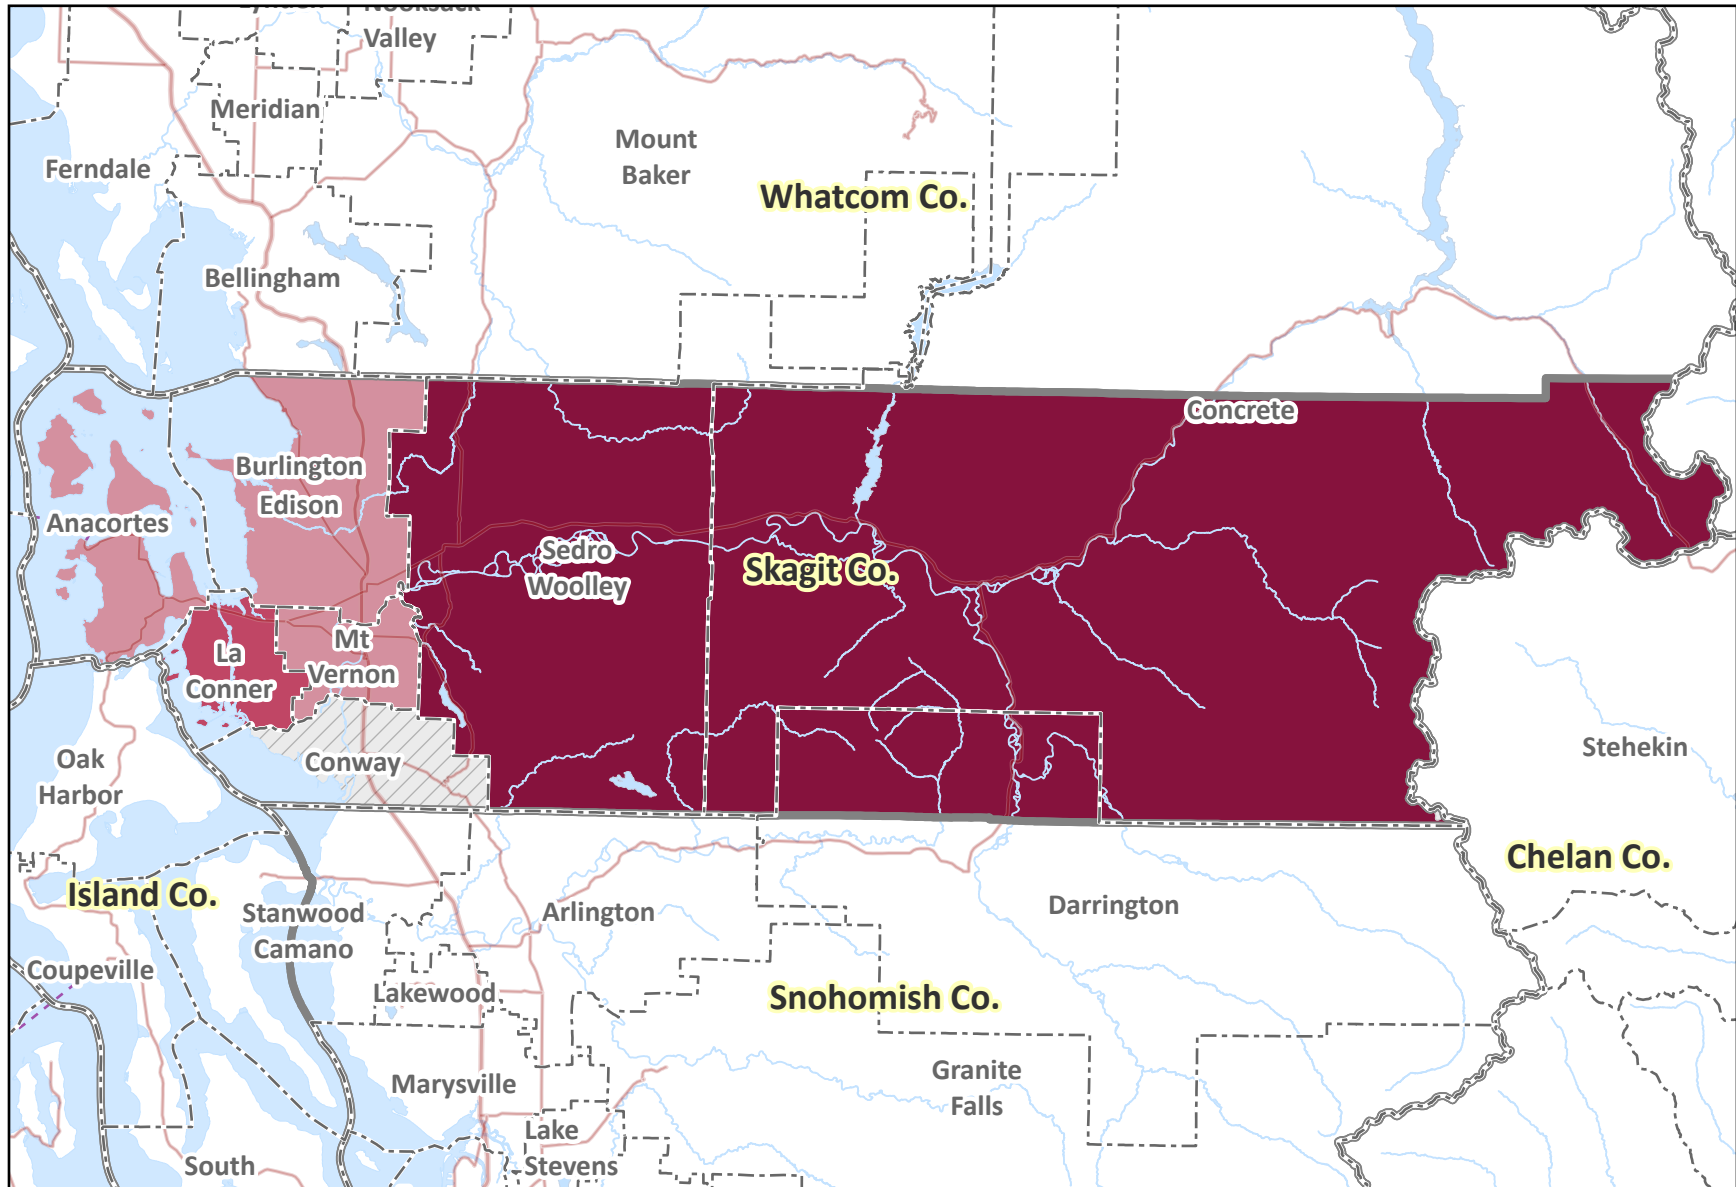 Lynden
Nooksack
Valley
Meridian
Ferndale
Mount
Baker
Whatcom Co.
Bellingham
Concrete
Burlington
Edison
Anacortes
Sedro
Woolley
Skagit Co.
La
Conner
Mt
Vernon
Conway
Oak
Harbor
Stehekin
Chelan Co.
Island Co.
Stanwood
Camano
Arlington
Darrington
Coupeville
Lakewood
Snohomish Co.
Marysville
Granite
Falls
Lake
Stevens
South